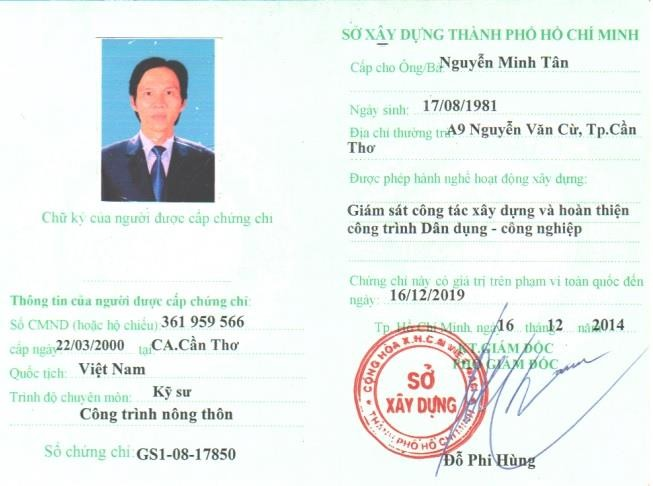 Chữ ký của người được cấp chứng chỉ
Thông tin của người được cấp chứng chỉ:
Số CMND (hoặc hộ chiếu) 361 959 566
cấp ngày 22/03/2000 tại CA.Cần Thơ
Quốc tịch: Việt Nam
Trình độ chuyên môn: Kỹ sư
Công trình nông thôn
Số chứng chỉ: GS1-08-17850
SỞ XÂY DỰNG THÀNH PHỐ HỒ CHÍ MINH
Cấp cho Ông/Bà: Nguyễn Minh Tân
Ngày sinh: 17/08/1981
Địa chỉ thường trú: A9 Nguyễn Văn Cừ, Tp.Cần
Thơ
Được phép hành nghề hoạt động xây dựng:
Giám sát công tác xây dựng và hoàn thiện
công trình Dân dụng - công nghiệp
Chứng chỉ này có giá trị trên phạm vi toàn quốc đến
ngày: 16/12/2019
Tp. Hồ Chí Minh, ngày 16 tháng 12 năm 2014
KT.GIÁM ĐỐC
PHÓ GIÁM ĐỐC
CỘNG HÒA X.H.C.N VIỆT NAM
SỞ
XÂY DỰNG
THÀNH PHỐ HỒ CHÍ MINH
Đỗ Phi Hùng